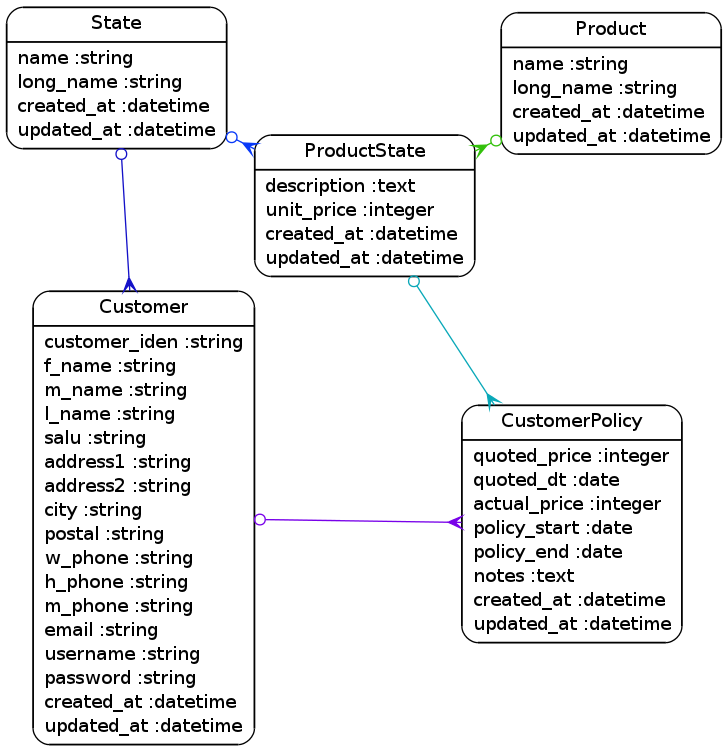 State
name :string
long_name :string
created_at :datetime
updated_at :datetime
Product
name :string
long_name :string
created_at :datetime
updated_at :datetime
ProductState
description :text
unit_price :integer
created_at :datetime
updated_at :datetime
Customer
customer_iden :string
f_name :string
m_name :string
l_name :string
salu :string
address1 :string
address2 :string
city :string
postal :string
w_phone :string
h_phone :string
m_phone :string
email :string
username :string
password :string
created_at :datetime
updated_at :datetime
CustomerPolicy
quoted_price :integer
quoted_dt :date
actual_price :integer
policy_start :date
policy_end :date
notes :text
created_at :datetime
updated_at :datetime